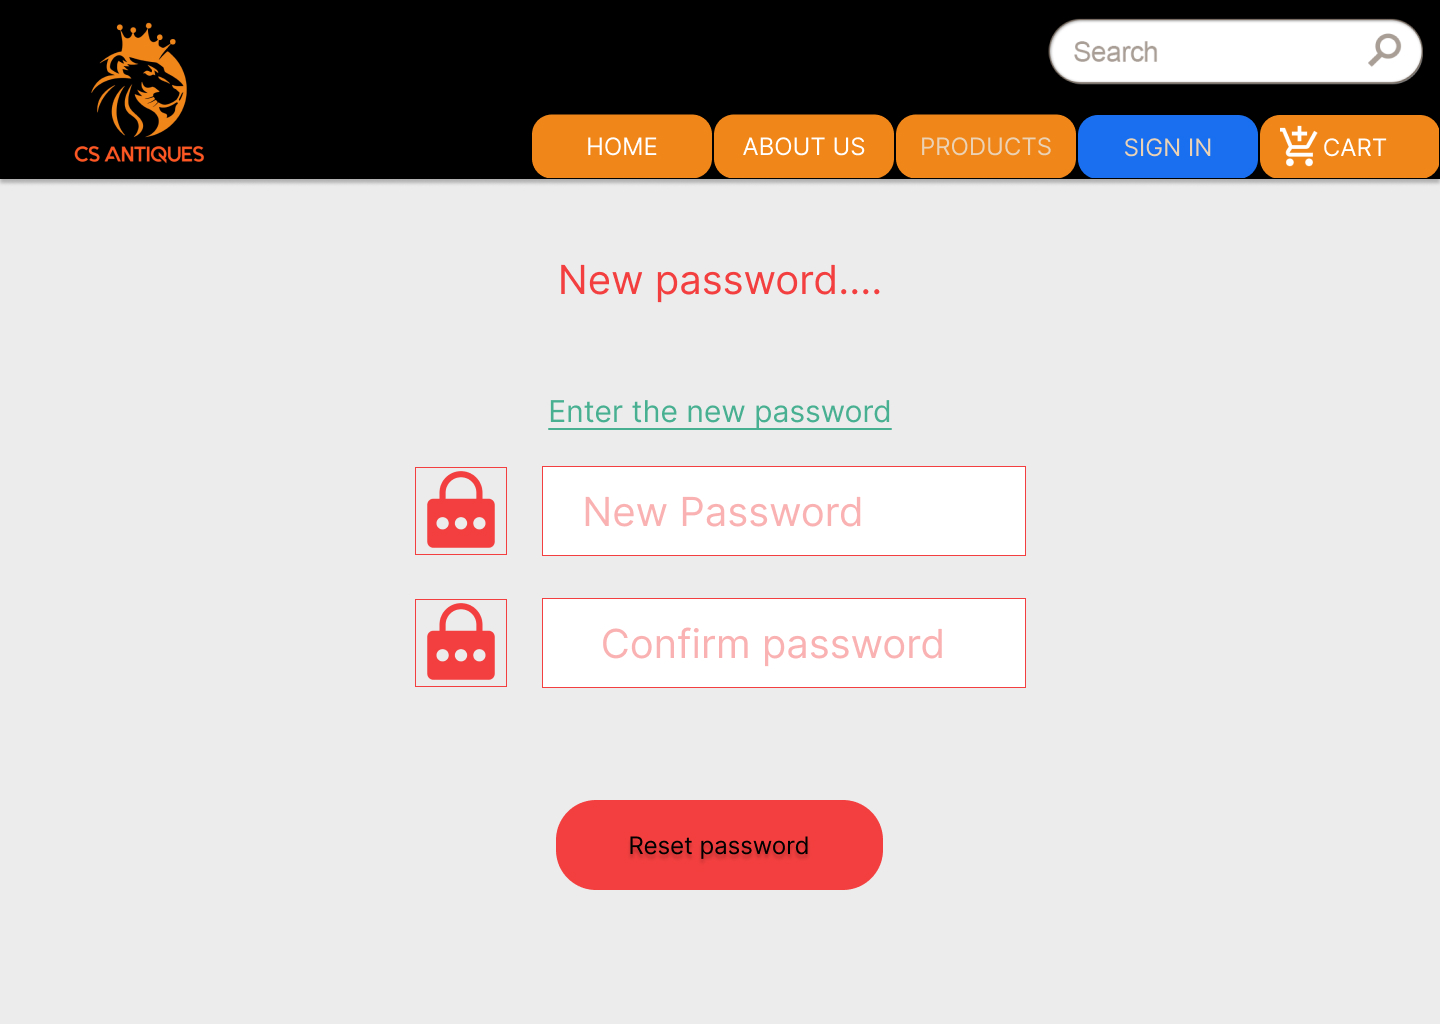 CS ANTIQUES
Search
HOME
ABOUT US
PRODUCTS
SIGN IN
CART
New password....
Enter the new password
New Password
Confirm password
Reset password